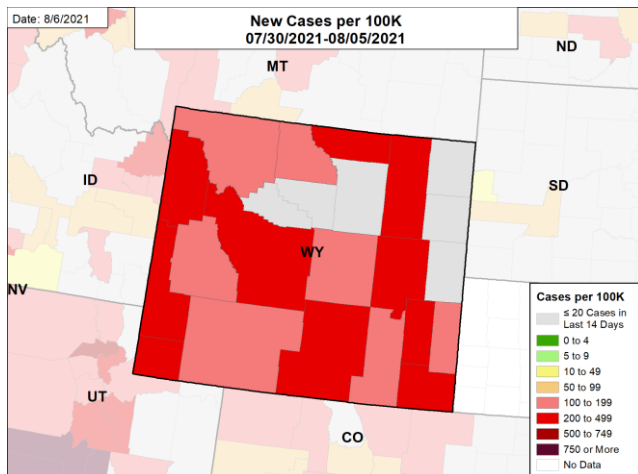 Date: 8/6/2021
New Cases per 100K
07/30/2021-08/05/2021
ND
MT
ID
SD
WY
NV
UT
CO
Cases per 100K
≤ 20 Cases in
Last 14 Days
0 to 4
5 to 9
10 to 49
50 to 99
100 to 199
200 to 499
500 to 749
750 or More
No Data